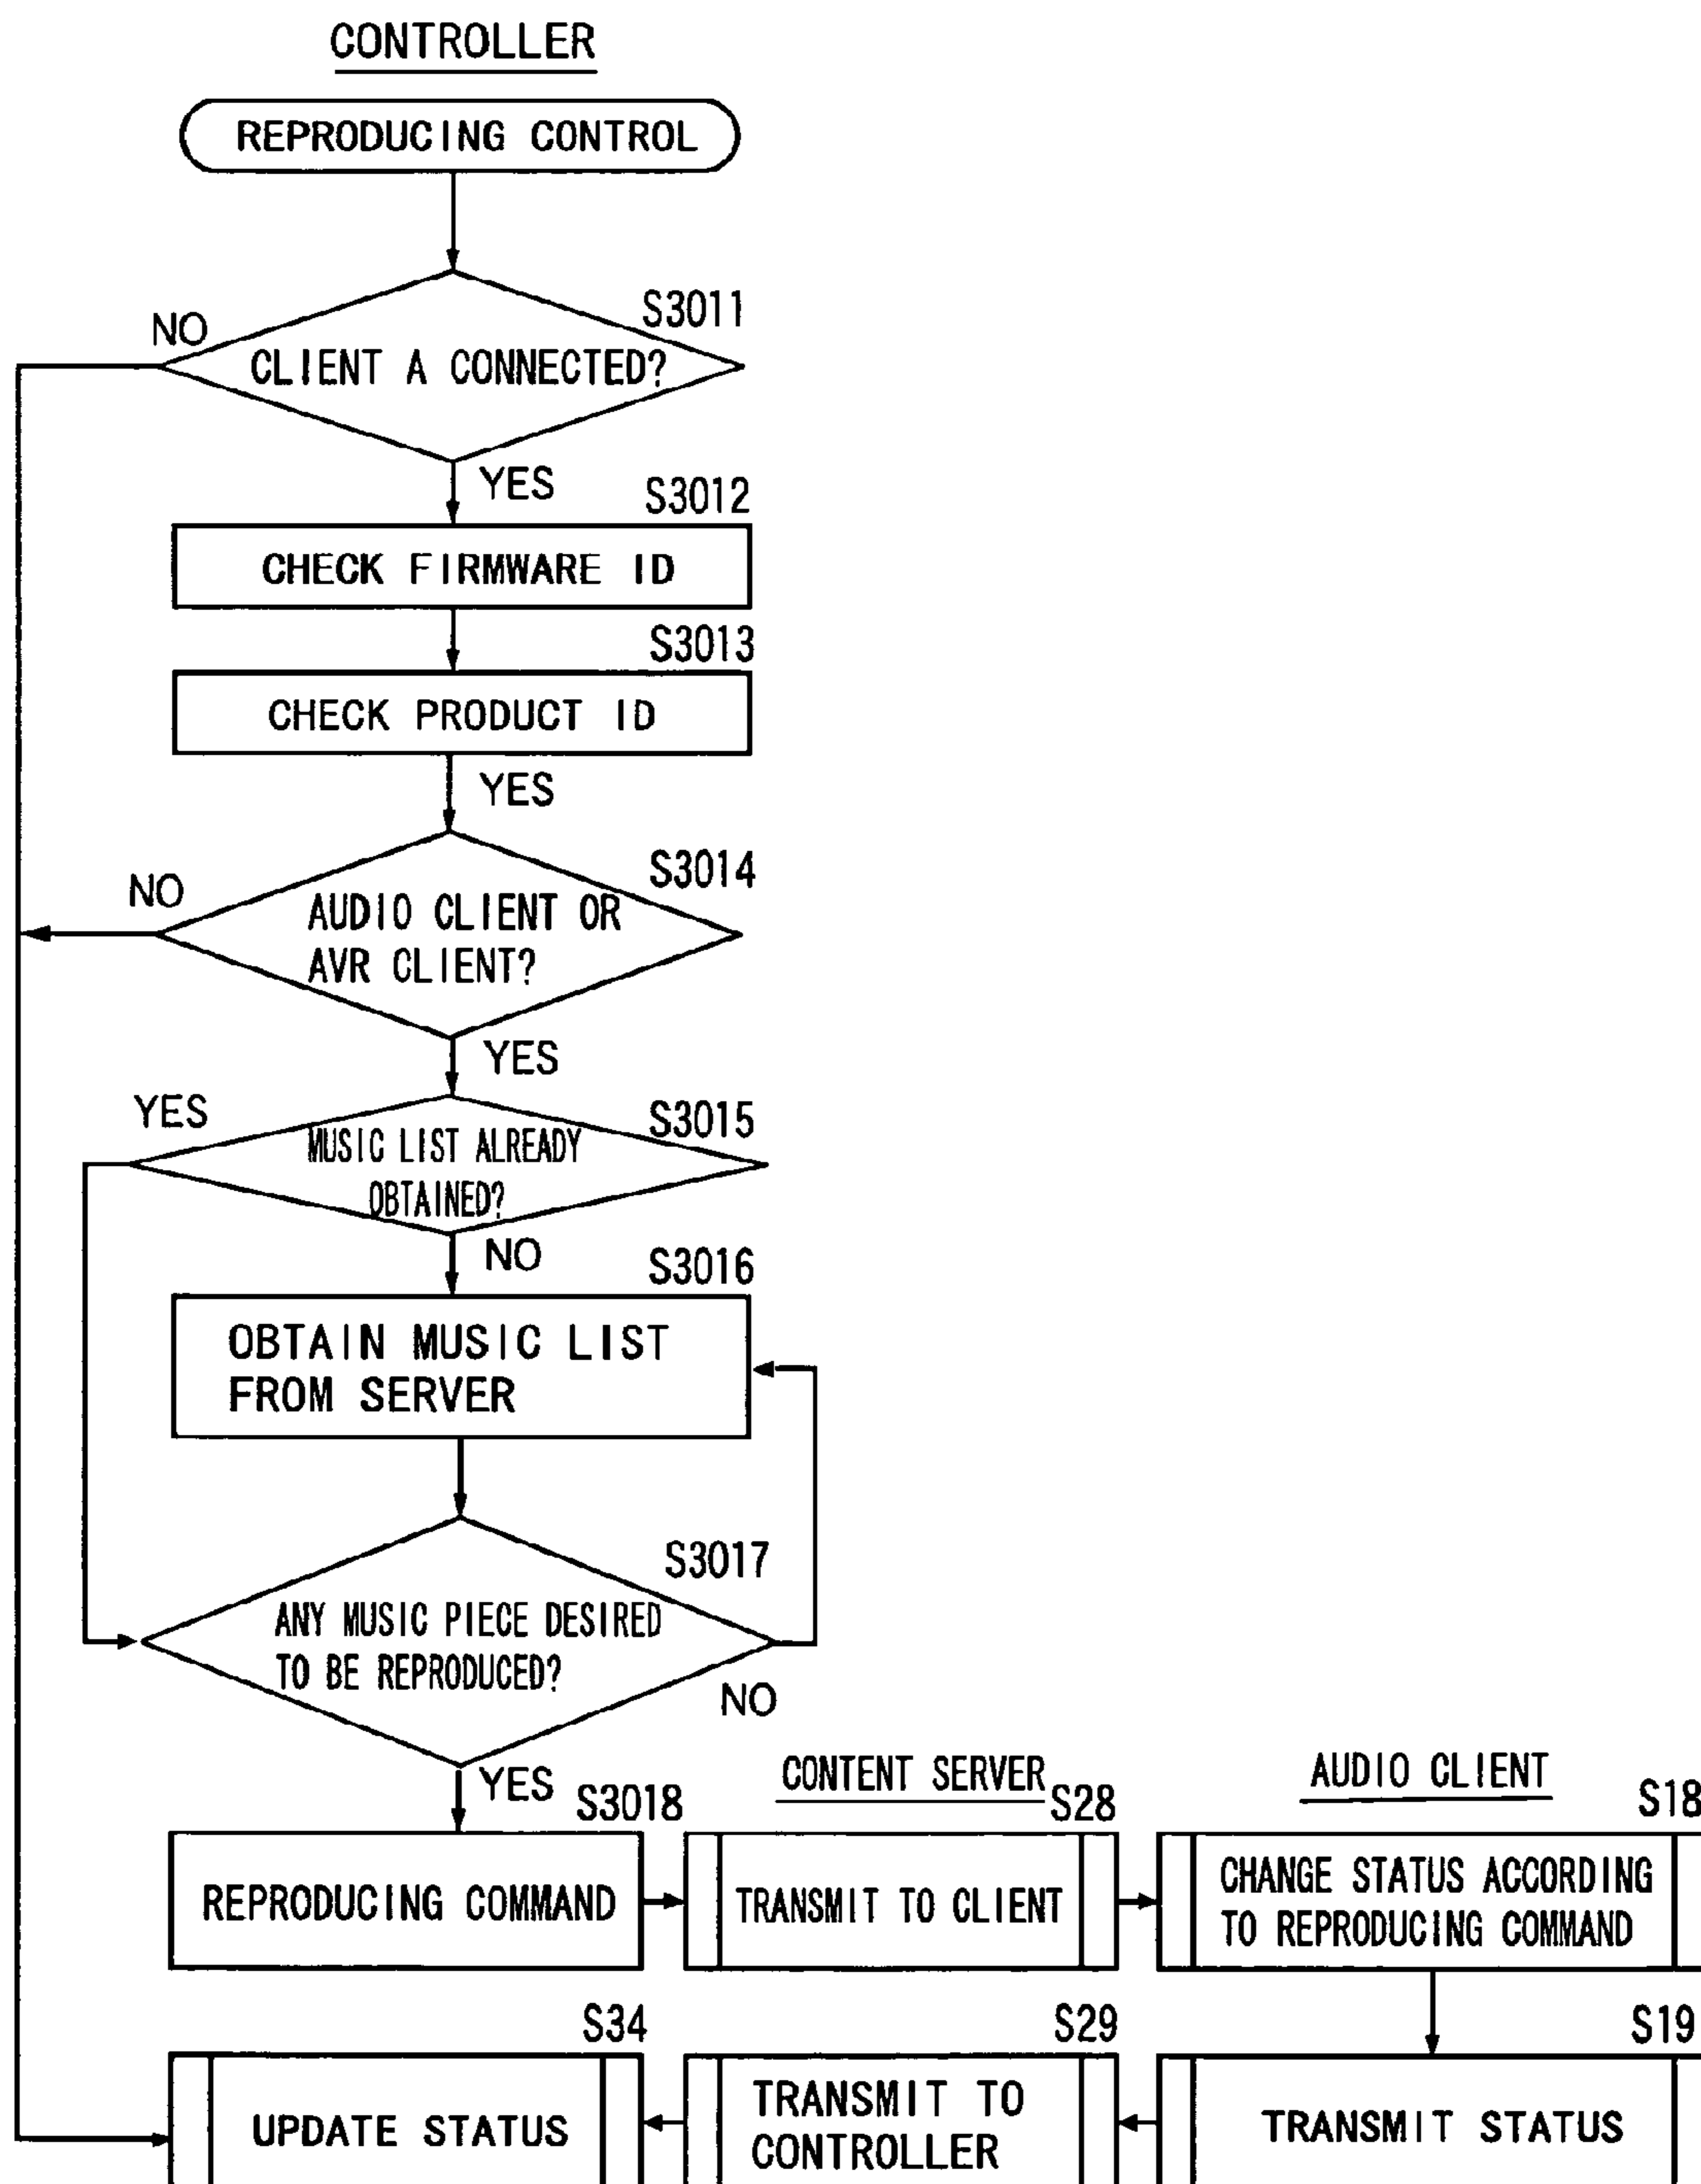 CONTROLLER
REPRODUCING CONTROL
S3011
NO
CLIENT A CONNECTED?
YES
S3012
CHECK FIRMWARE ID
S3013
CHECK PRODUCT ID
YES
S3014
NO
AUDIO CLIENT OR
AVR CLIENT?
YES
YES
S3015
MUSIC LIST ALREADY
OBTAINED?
NO
S3016
OBTAIN MUSIC LIST
FROM SERVER
S3017
ANY MUSIC PIECE DESIRED
TO BE REPRODUCED?
NO
YES
S3018
CONTENT SERVER
S28
AUDIO CLIENT
S18
REPRODUCING COMMAND
TRANSMIT TO CLIENT
CHANGE STATUS ACCORDING
TO REPRODUCING COMMAND
S34
S29
S19
UPDATE STATUS
TRANSMIT TO
CONTROLLER
TRANSMIT STATUS